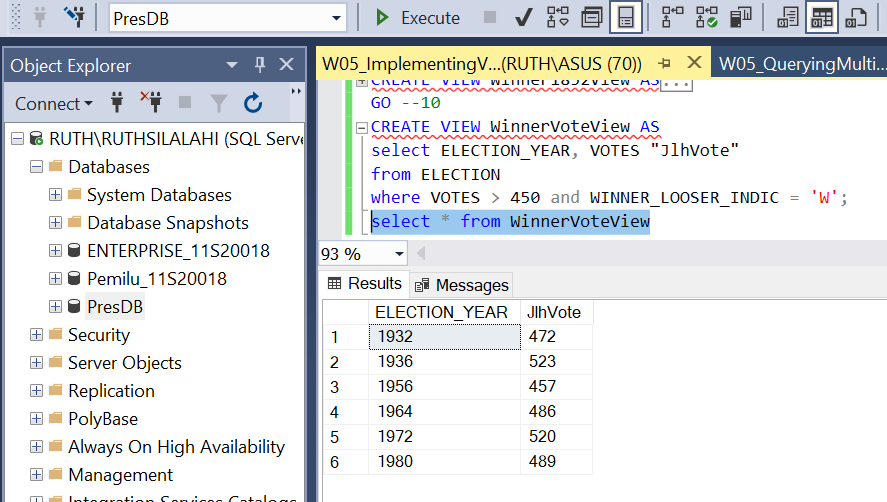 PresDB
Execute
Object Explorer
Connect
RUTH\RUTHSILALAHI (SQL Serve
Databases
System Databases
Database Snapshots
ENTERPRISE_11S20018
Pemilu_11S20018
PresDB
Security
Server Objects
Replication
PolyBase
Always On High Availability
Management
Integration Services Catalogs
W05_ImplementingV...(RUTH\ASUS (70))
W05_QueryingMulti...
CREATE VIEW Winner1892View AS...
GO --10
CREATE VIEW WinnerVoteView AS
select ELECTION_YEAR, VOTES "JlhVote"
from ELECTION
where VOTES > 450 and WINNER_LOOSER_INDIC = 'W';
select * from WinnerVoteView
93 %
Results Messages
ELECTION_YEAR JlhVote
1 1932 472
2 1936 523
3 1956 457
4 1964 486
5 1972 520
6 1980 489